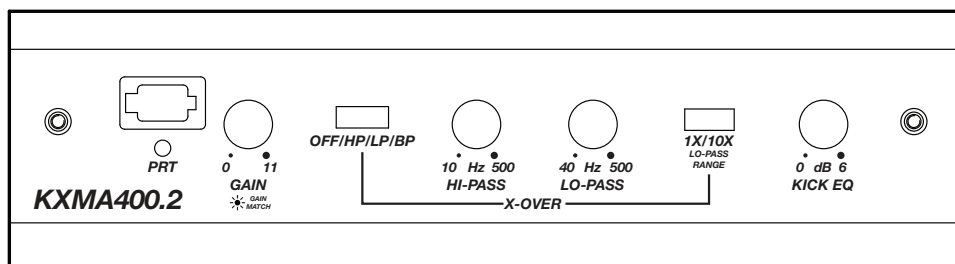 PRT
0 11
GAIN
GAIN
MATCH
KXMA400.2
OFF/HP/LP/BP
10 Hz 500
HI-PASS
40 Hz 500
LO-PASS
1X/10X
LO-PASS
RANGE
X-OVER
0 dB 6
KICK EQ